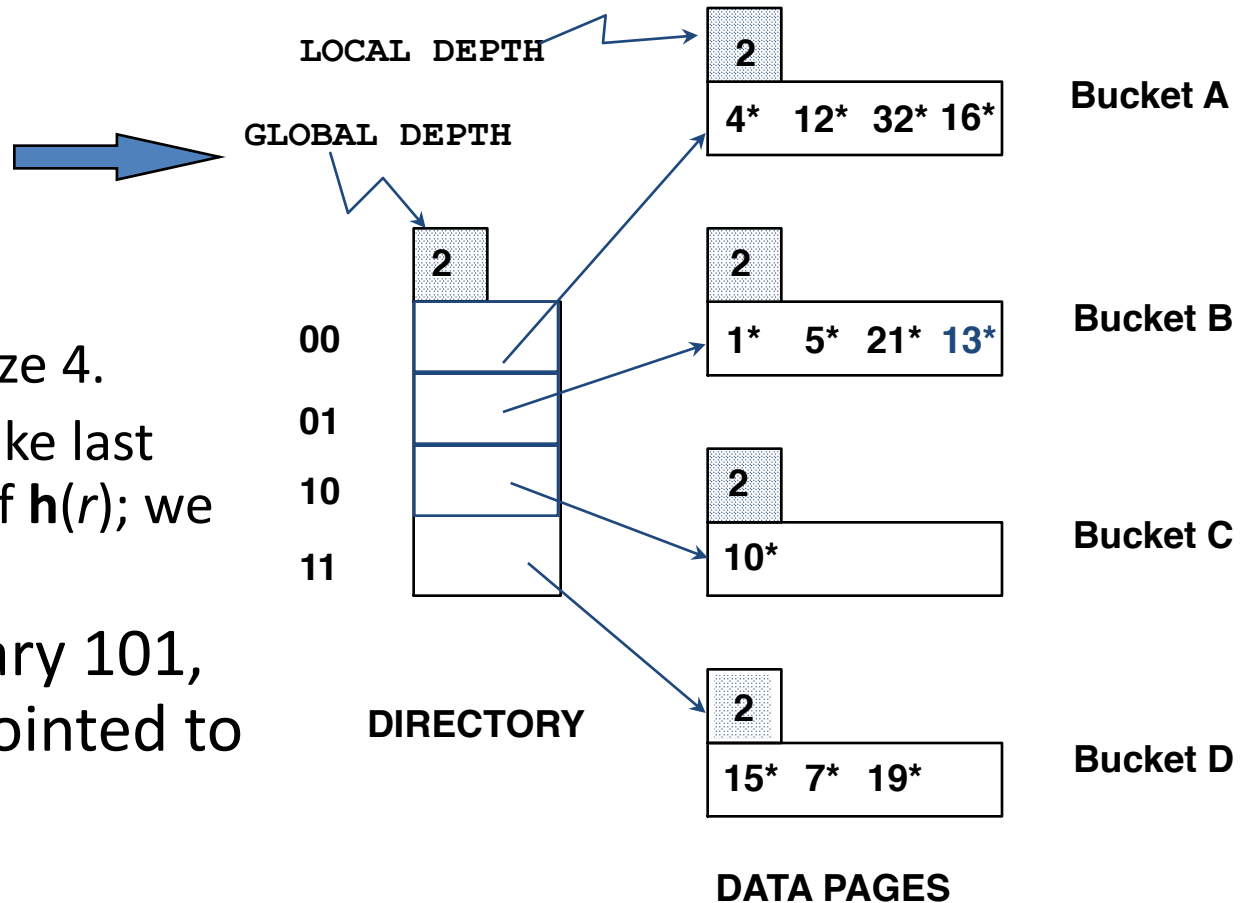 LOCAL DEPTH
GLOBAL DEPTH
2
4* 12* 32* 16*
Bucket A
2
00
01
10
11
2
1* 5* 21* 13*
Bucket B
2
10*
Bucket C
2
15* 7* 19*
Bucket D
DIRECTORY
DATA PAGES
ze 4.
ke last
f h(r); we
ary 101,
ointed to